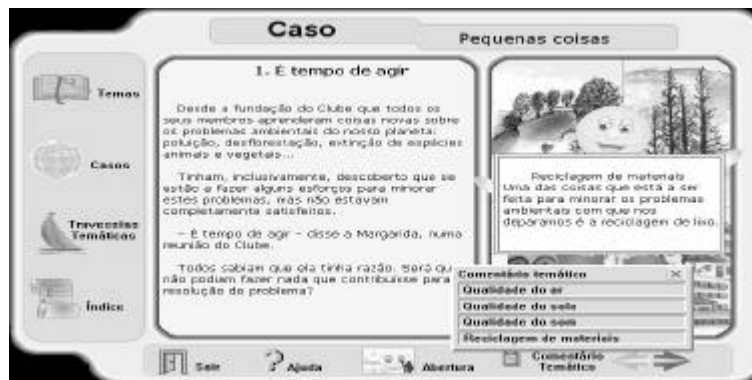 Caso
Pequenas coisas
Temas
Casos
Travessias
Temáticas
Índice
1. É tempo de agir
Desde a fundação do Clube que todos os
seus membros aprenderam coisas novas sobre
os problemas ambientais do nosso planeta:
poluição, desflorestação, extinção de espécies
animais e vegetais...
Tinham, inclusivamente, descoberto que se
estão a fazer alguns esforços para minorar
estes problemas, mas não estavam
completamente satisfeitos.
– É tempo de agir – disse a Margarida, numa
reunião do Clube.
Todos sabiam que ela tinha razão. Será que
não podiam fazer nada que contribuísse para a
resolução do problema?
Reciclagem de materiais
Uma das coisas que está a ser
feita para minorar os problemas
ambientais com que nos
deparamos é a reciclagem de lixo.
Comentário temático
Qualidade do ar
Qualidade do solo
Qualidade do som
Reciclagem de materiais
Sair
Ajuda
Abertura
Comentário
Temático